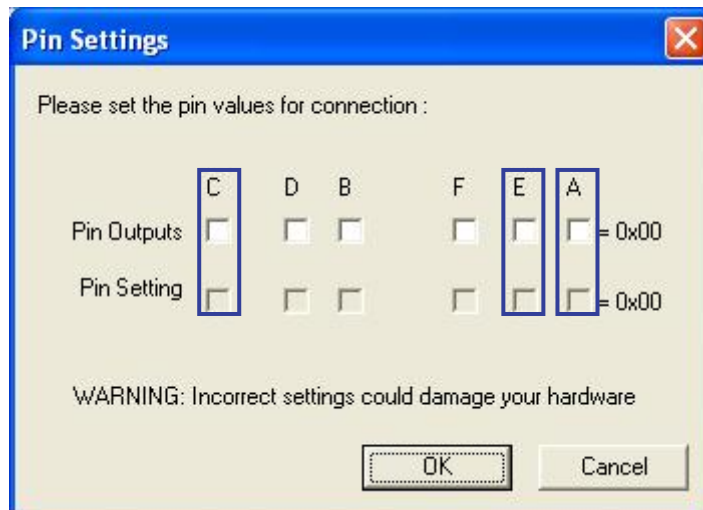 Pin Settings
Please set the pin values for connection :
C D B F E A
Pin Outputs = 0x00
Pin Setting = 0x00
WARNING: Incorrect settings could damage your hardware
OK Cancel